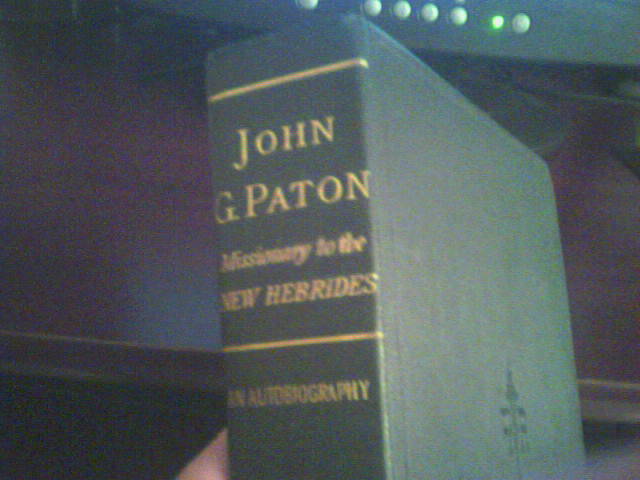 JOHN
G. PATON
Missionary to the
NEW HEBRIDES
AN AUTOBIOGRAPHY